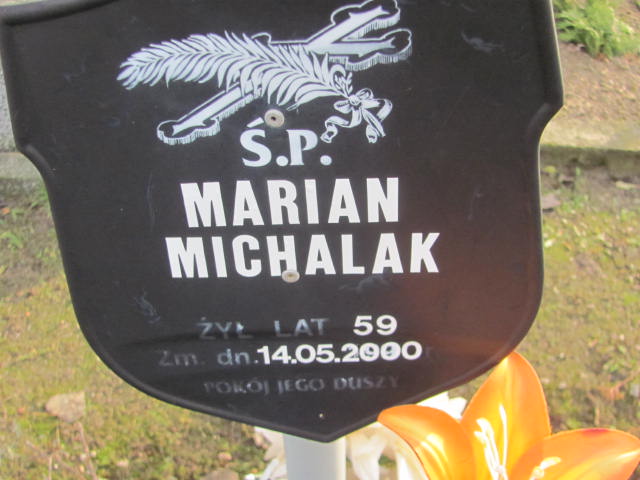 Ś.P.
MARIAN
MICHALAK
ŻYŁ LAT 59
Zm. dn. 14.05.2000
POKÓJ JEGO DUSZY